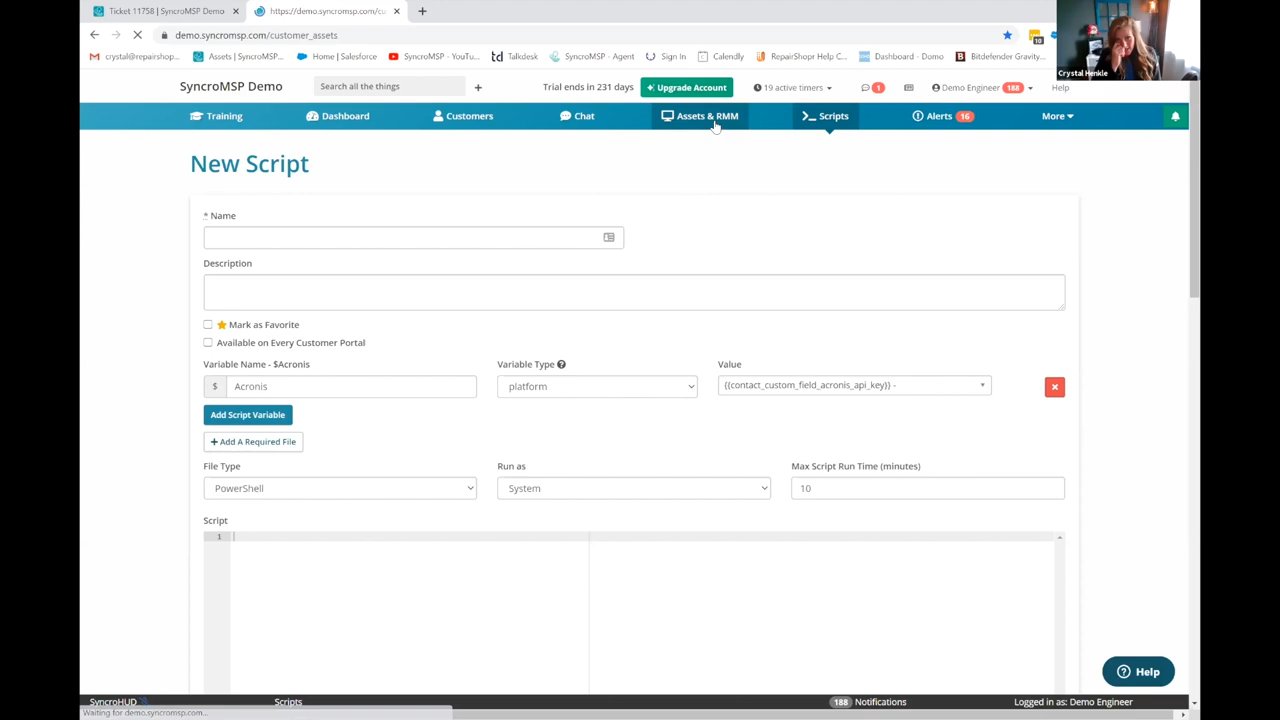 Ticket 11758 | SyncroMSP Demo
https://demo.syncromsp.com/cu
demo.syncromsp.com/customer_assets
10
crystal@repairshop...
Assets | SyncroMSP...
Home | Salesforce
SyncroMSP - YouTu...
Talkdesk
SyncroMSP - Agent
Sign In
Calendly
RepairShopr Help C...
Dashboard - Domo
Bitdefender Gravity...
Crystal Henkle
SyncroMSP Demo
Search all the things
+
Trial ends in 231 days
Upgrade Account
19 active timers
1
Demo Engineer 188
Help
Training
Dashboard
Customers
Chat
Assets & RMM
Scripts
Alerts 16
More
New Script
* Name
Description
Mark as Favorite
Available on Every Customer Portal
Variable Name - $Acronis
Variable Type
Value
$ Acronis
platform
{{contact_custom_field_acronis_api_key}} -
Add Script Variable
+ Add A Required File
File Type
Run as
Max Script Run Time (minutes)
PowerShell
System
10
Script
1
Help
SyncroHUD
Scripts
188 Notifications
Logged in as: Demo Engineer
Waiting for demo.syncromsp.com...